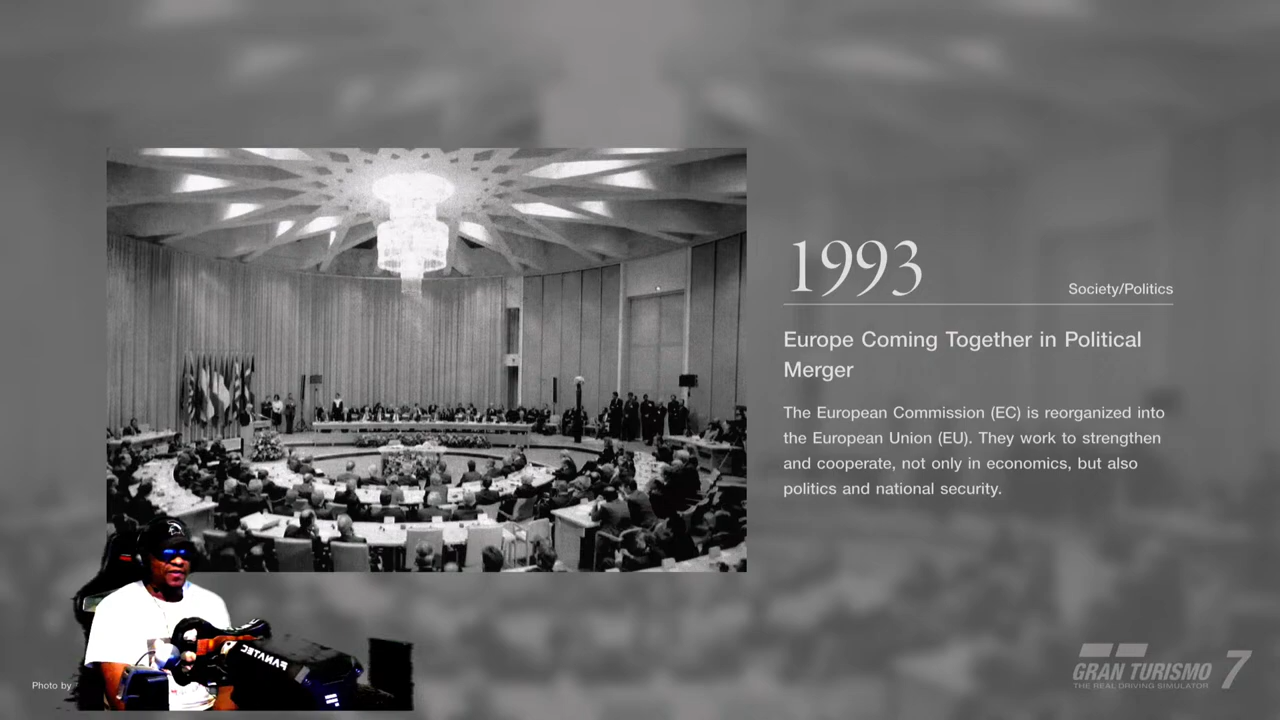 1993
Society/Politics
Europe Coming Together in Political
Merger
The European Commission (EC) is reorganized into
the European Union (EU). They work to strengthen
and cooperate, not only in economics, but also
politics and national security.
FANATEC
Photo by
GRAN TURISMO 7
THE REAL DRIVING SIMULATOR